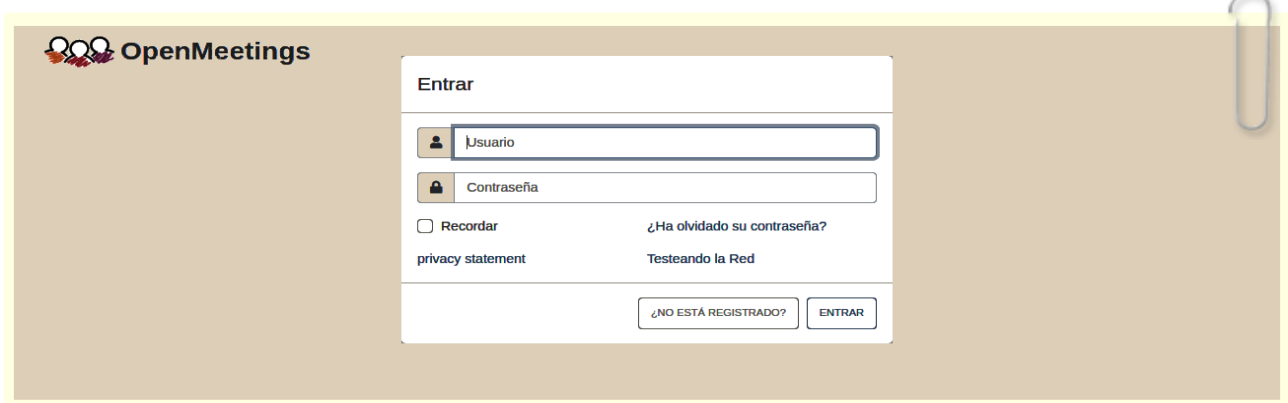 OpenMeetings
Entrar
Usuario
Contraseña
Recordar ¿Ha olvidado su contraseña?
privacy statement Testeando la Red
¿NO ESTÁ REGISTRADO? ENTRAR